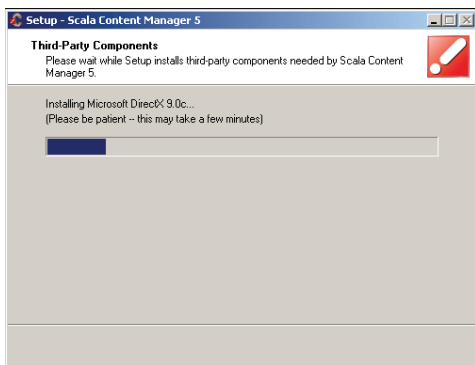 Setup - Scala Content Manager 5
Third-Party Components
Please wait while Setup installs third-party components needed by Scala Content
Manager 5.
Installing Microsoft DirectX 9.0c...
(Please be patient -- this may take a few minutes)